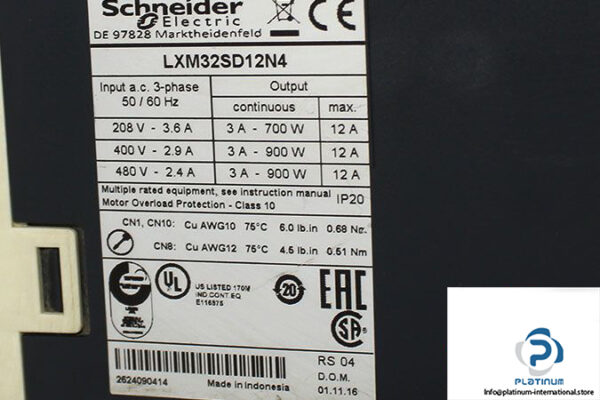 Schneider
Electric
CE
DE 97828 Marktheidenfeld
LXM32SD12N4
Input a.c. 3-phase
50 / 60 Hz
Output
continuous
max.
208 V - 3.6 A
3 A - 700 W
12 A
400 V - 2.9 A
3 A - 900 W
12 A
480 V - 2.4 A
3 A - 900 W
12 A
Multiple rated equipment, see instruction manual
Motor Overload Protection - Class 10
IP20
CN1, CN10: Cu AWG10 75°C 6.0 lb.in 0.68 Nm
CN8: Cu AWG12 75°C 4.5 lb.in 0.51 Nm
UL
US LISTED 170M
IND.CONT.EQ
E116875
20
EAC
SA
2624090414
Made in Indonesia
RS 04
D.O.M.
01.11.16
PLATINUM
Info@platinum-international.store